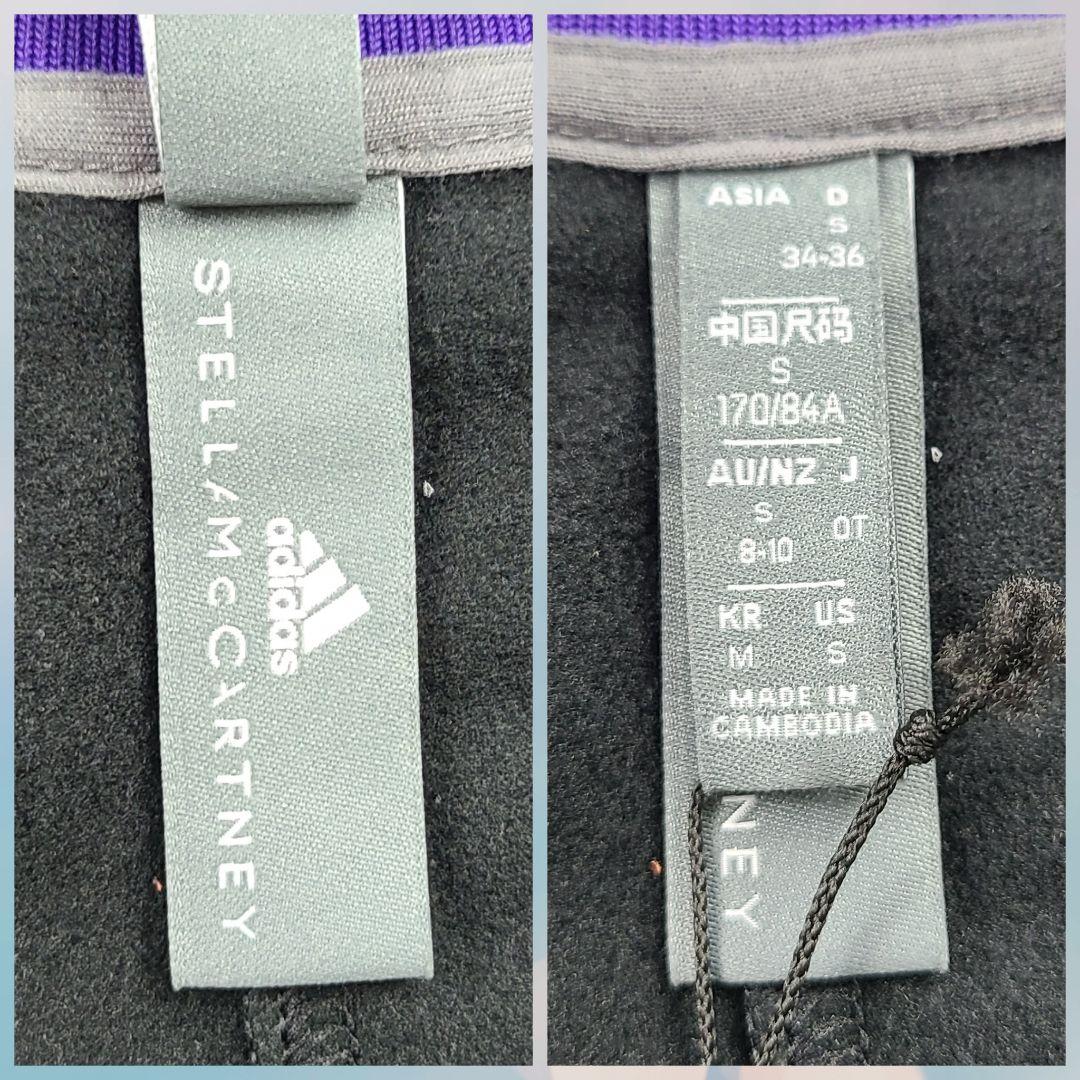 STELLA McCARTNEY
adidas
ASIA D
S
34-36
中国尺码
S
170/84A
AU/NZ J
S OT
8-10
KR US
M S
MADE IN
CAMBODIA
NEY